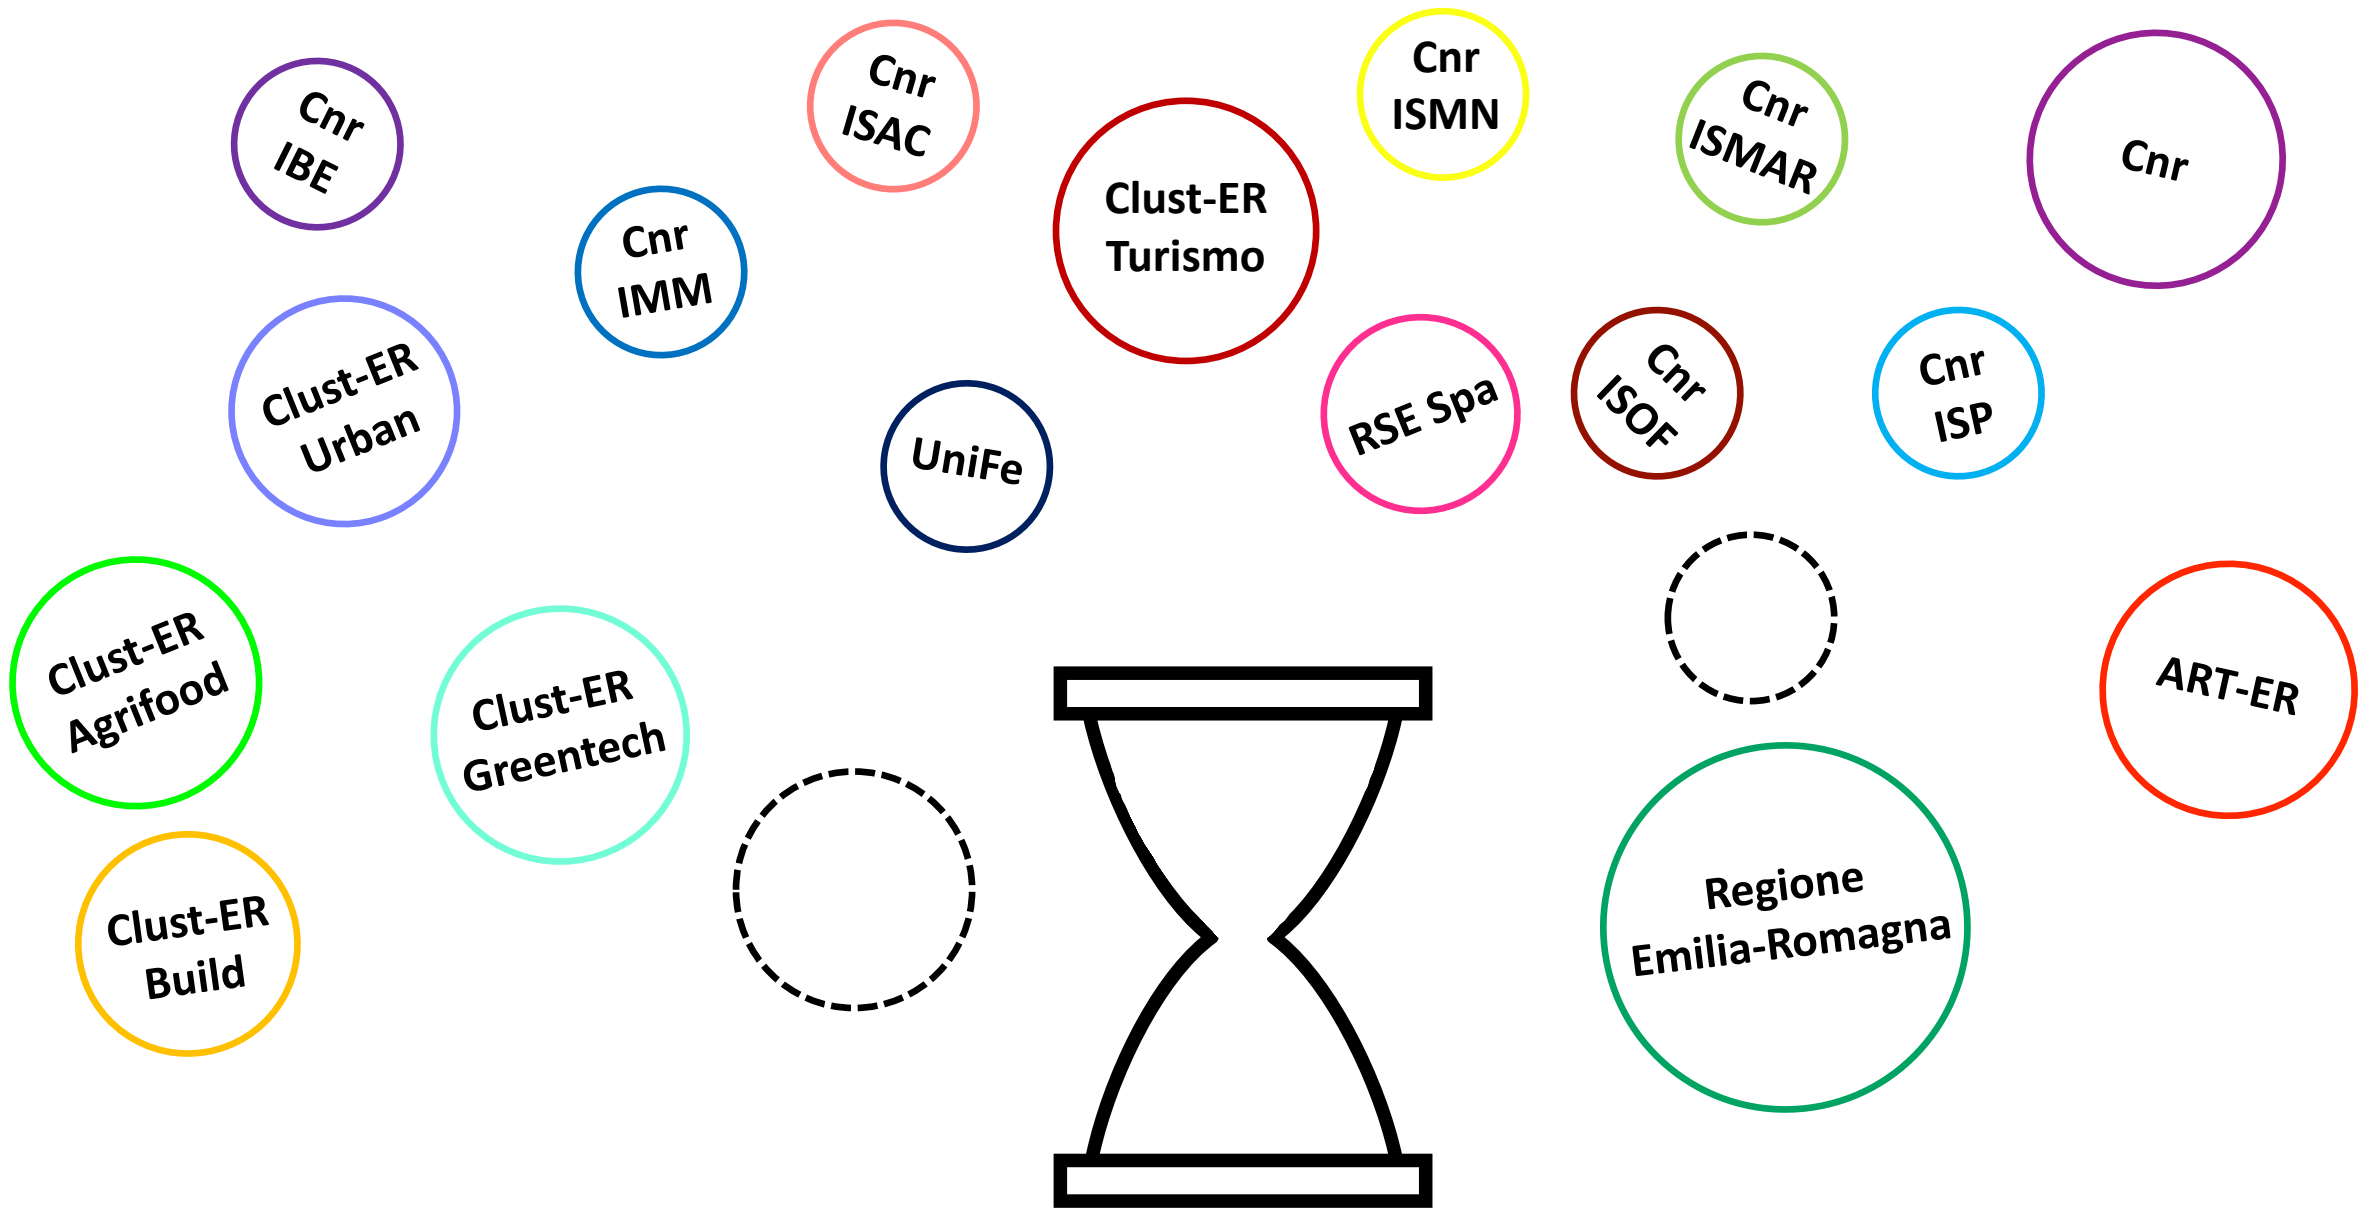 Cnr
IBE
Cnr
ISAC
Cnr
ISMN
Cnr
ISMAR
Cnr
Clust-ER
Turismo
Cnr
IMM
Clust-ER
Urban
UniFe
RSE Spa
Cnr
ISOF
Cnr
ISP
Clust-ER
Agrifood
Clust-ER
Greentech
ART-ER
Clust-ER
Build
Regione
Emilia-Romagna